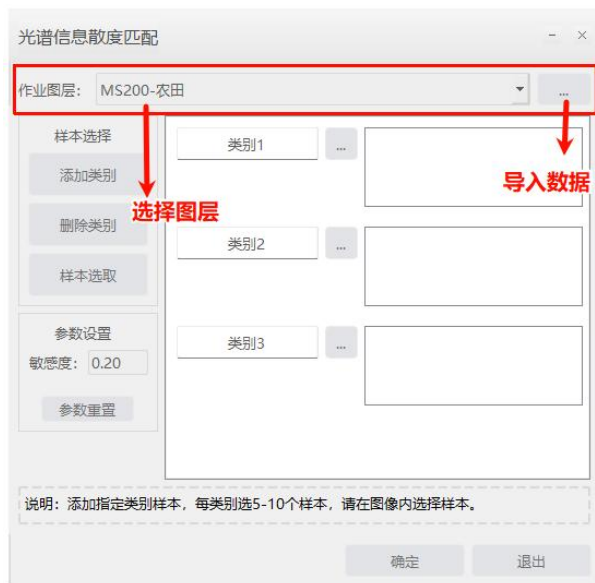 光谱信息散度匹配
作业图层： MS200-农田 ...
样本选择
添加类别
删除类别
样本选取
类别1 ...
类别2 ...
类别3 ...
选择图层
导入数据
参数设置
敏感度： 0.20
参数重置
说明：添加指定类别样本，每类别选5-10个样本，请在图像内选择样本。
确定 退出